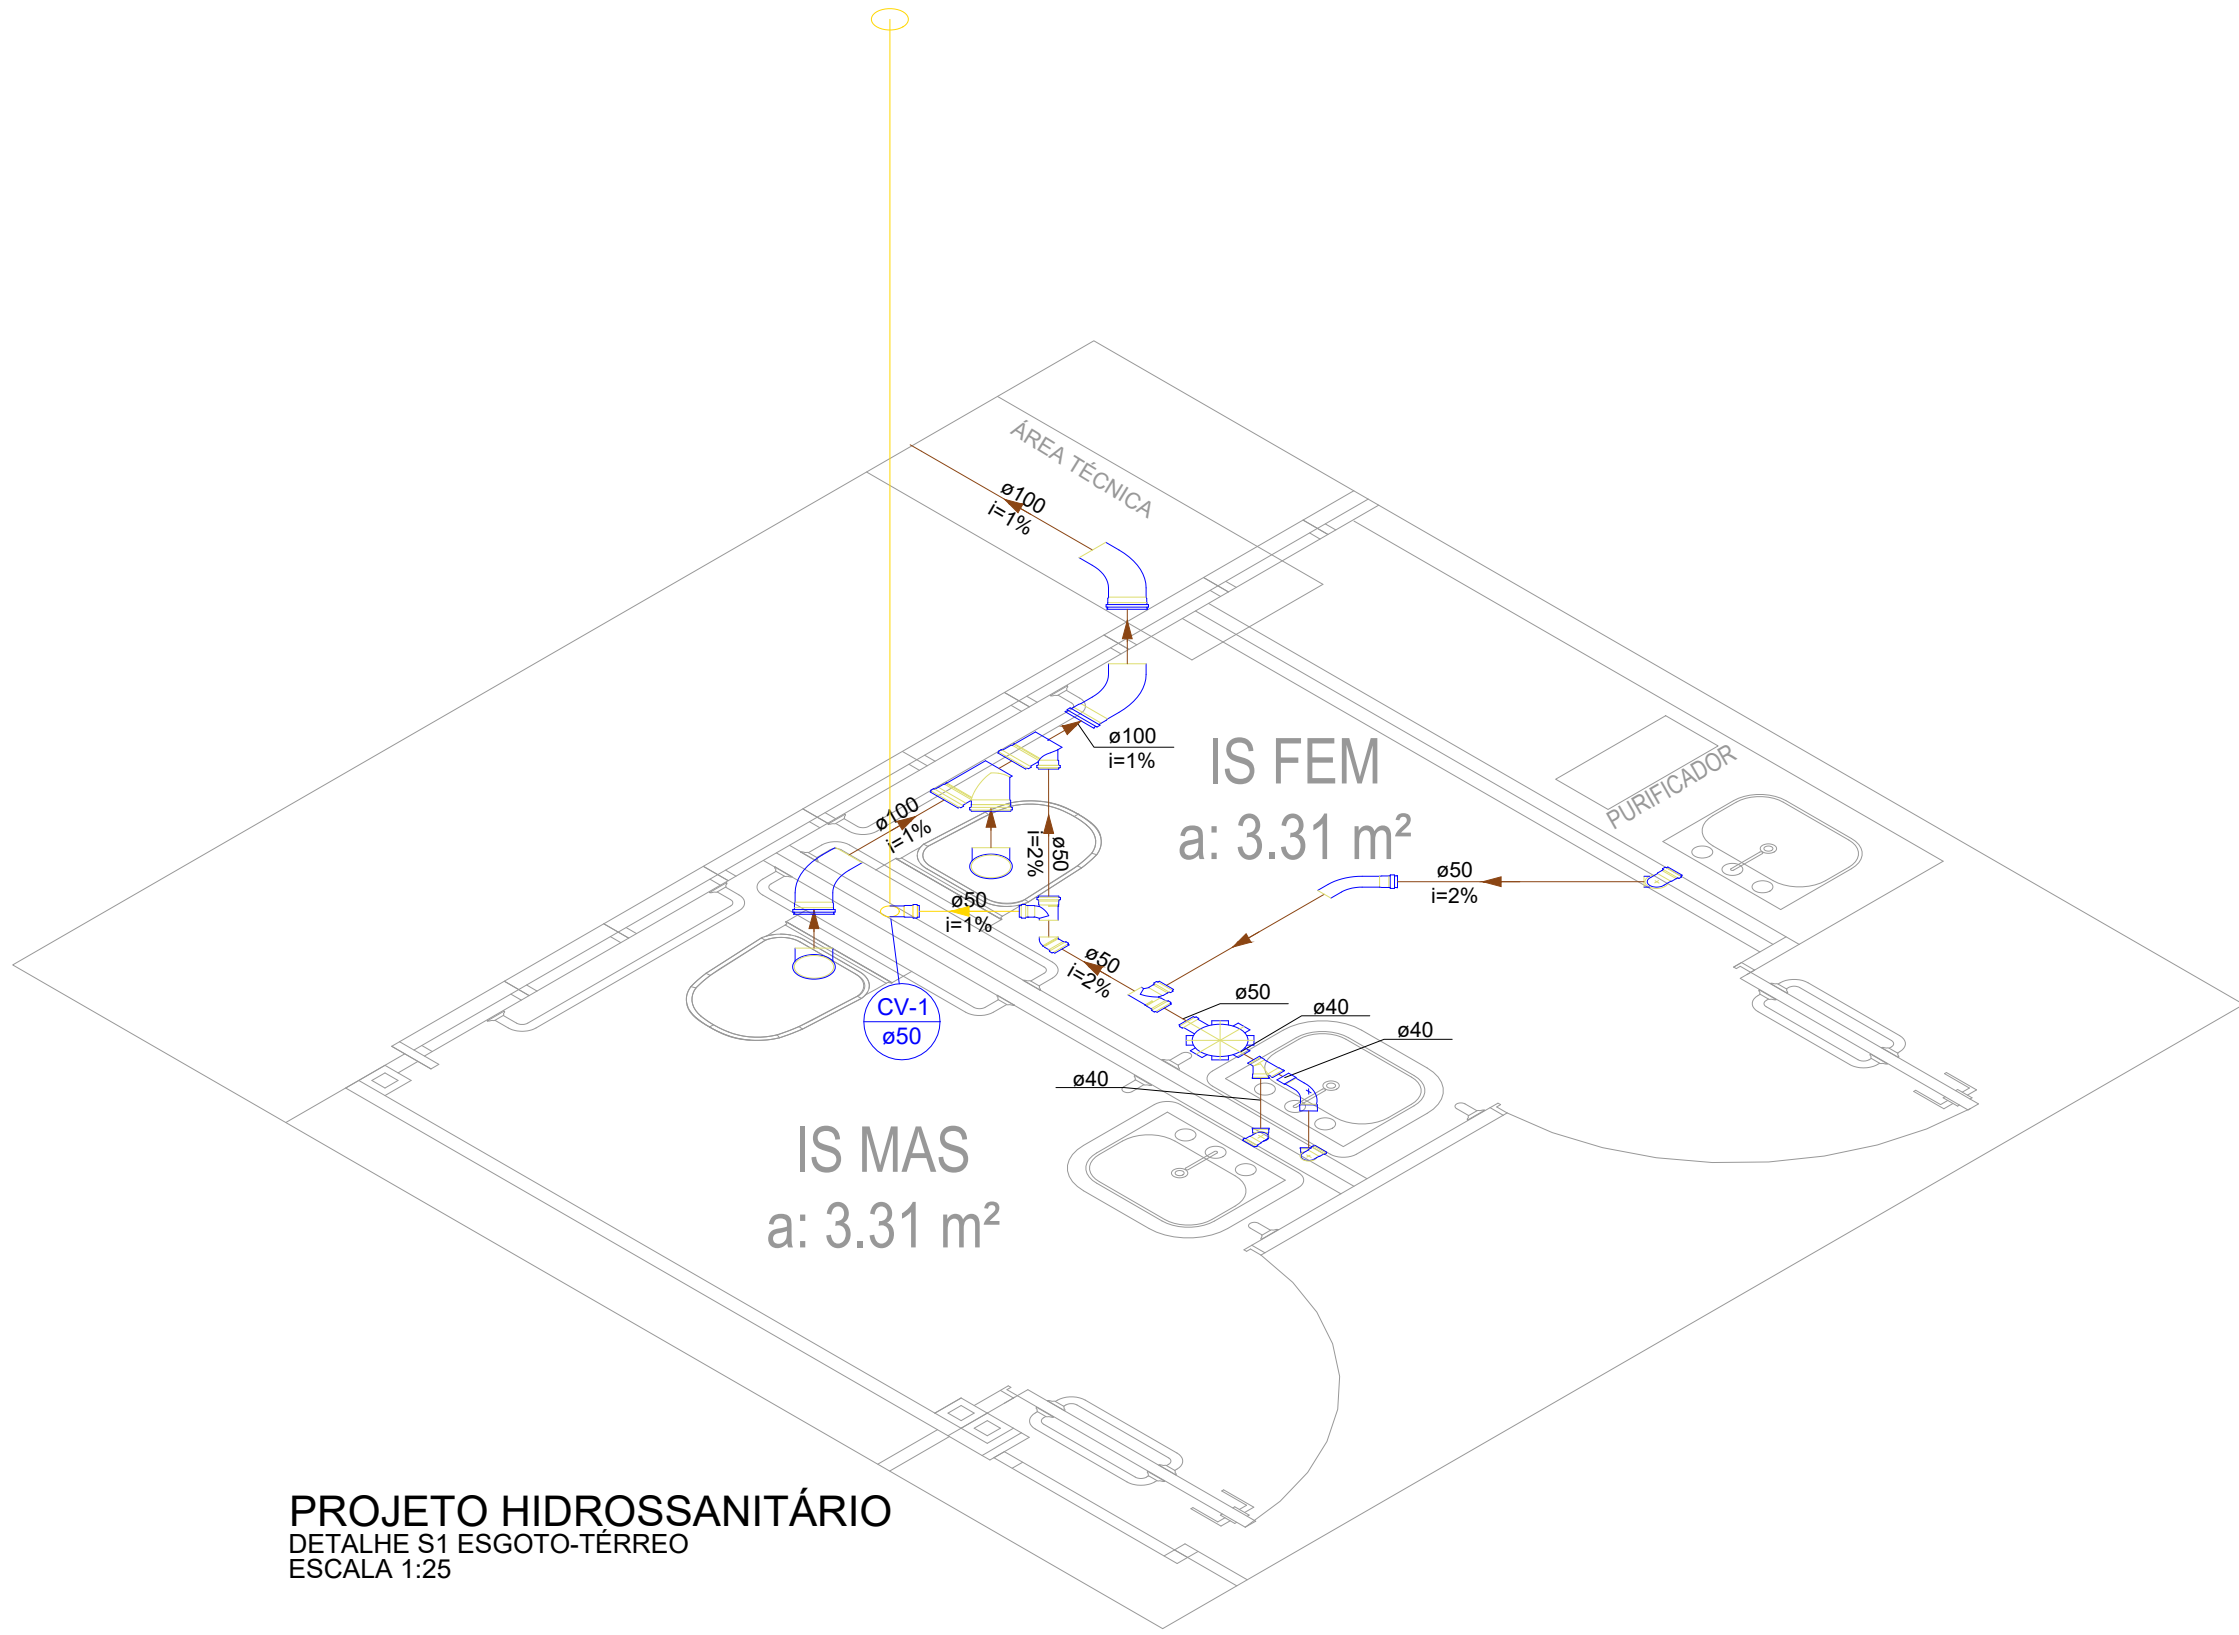 ÁREA TÉCNICA
ø100
i=1%
ø100
i=1%
IS FEM
a: 3.31 m²
PURIFICADOR
ø100
i=1%
ø50
i=2%
ø50
i=2%
ø50
i=1%
ø50
i=2%
ø50
ø40
ø40
ø40
CV-1
ø50
IS MAS
a: 3.31 m²
PROJETO HIDROSSANITÁRIO
DETALHE S1 ESGOTO-TÉRREO
ESCALA 1:25